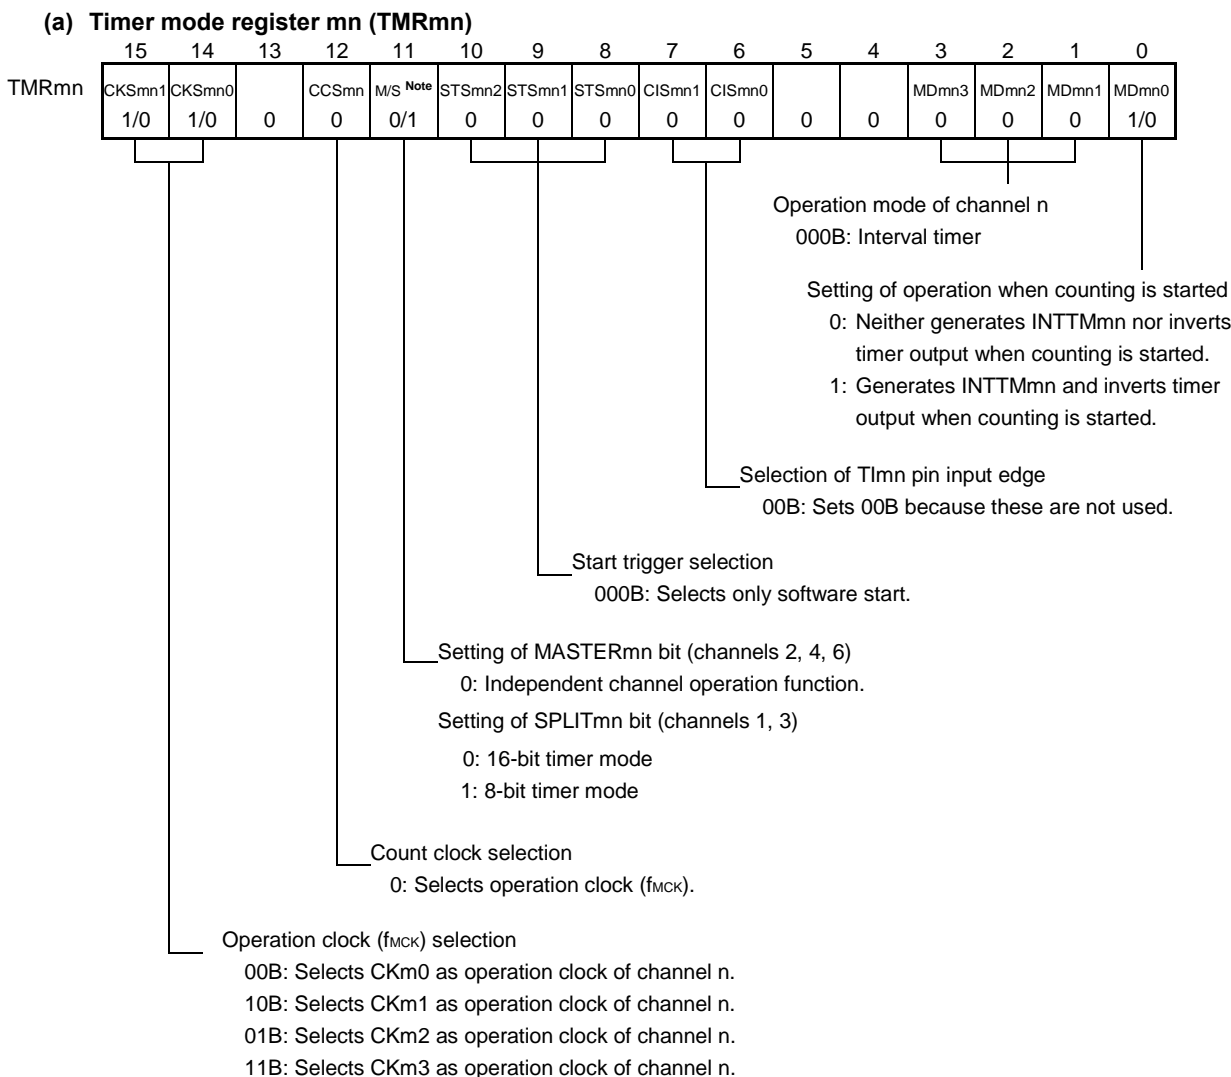 (a) Timer mode register mn (TMRmn)
15 14 13 12 11 10 9 8 7 6 5 4 3 2 1 0
TMRmn CKSmn1 CKSmn0 CCSmn M/S Note STSmn2 STSmn1 STSmn0 CISmn1 CISmn0 MDmn3 MDmn2 MDmn1 MDmn0
1/0 1/0 0 0 0/1 0 0 0 0 0 0 0 0 0 0 1/0
Operation mode of channel n
000B: Interval timer
Setting of operation when counting is started
0: Neither generates INTTMmn nor inverts
timer output when counting is started.
1: Generates INTTMmn and inverts timer
output when counting is started.
Selection of TImn pin input edge
00B: Sets 00B because these are not used.
Start trigger selection
000B: Selects only software start.
Setting of MASTERmn bit (channels 2, 4, 6)
0: Independent channel operation function.
Setting of SPLITmn bit (channels 1, 3)
0: 16-bit timer mode
1: 8-bit timer mode
Count clock selection
0: Selects operation clock (fMCK).
Operation clock (fMCK) selection
00B: Selects CKm0 as operation clock of channel n.
10B: Selects CKm1 as operation clock of channel n.
01B: Selects CKm2 as operation clock of channel n.
11B: Selects CKm3 as operation clock of channel n.